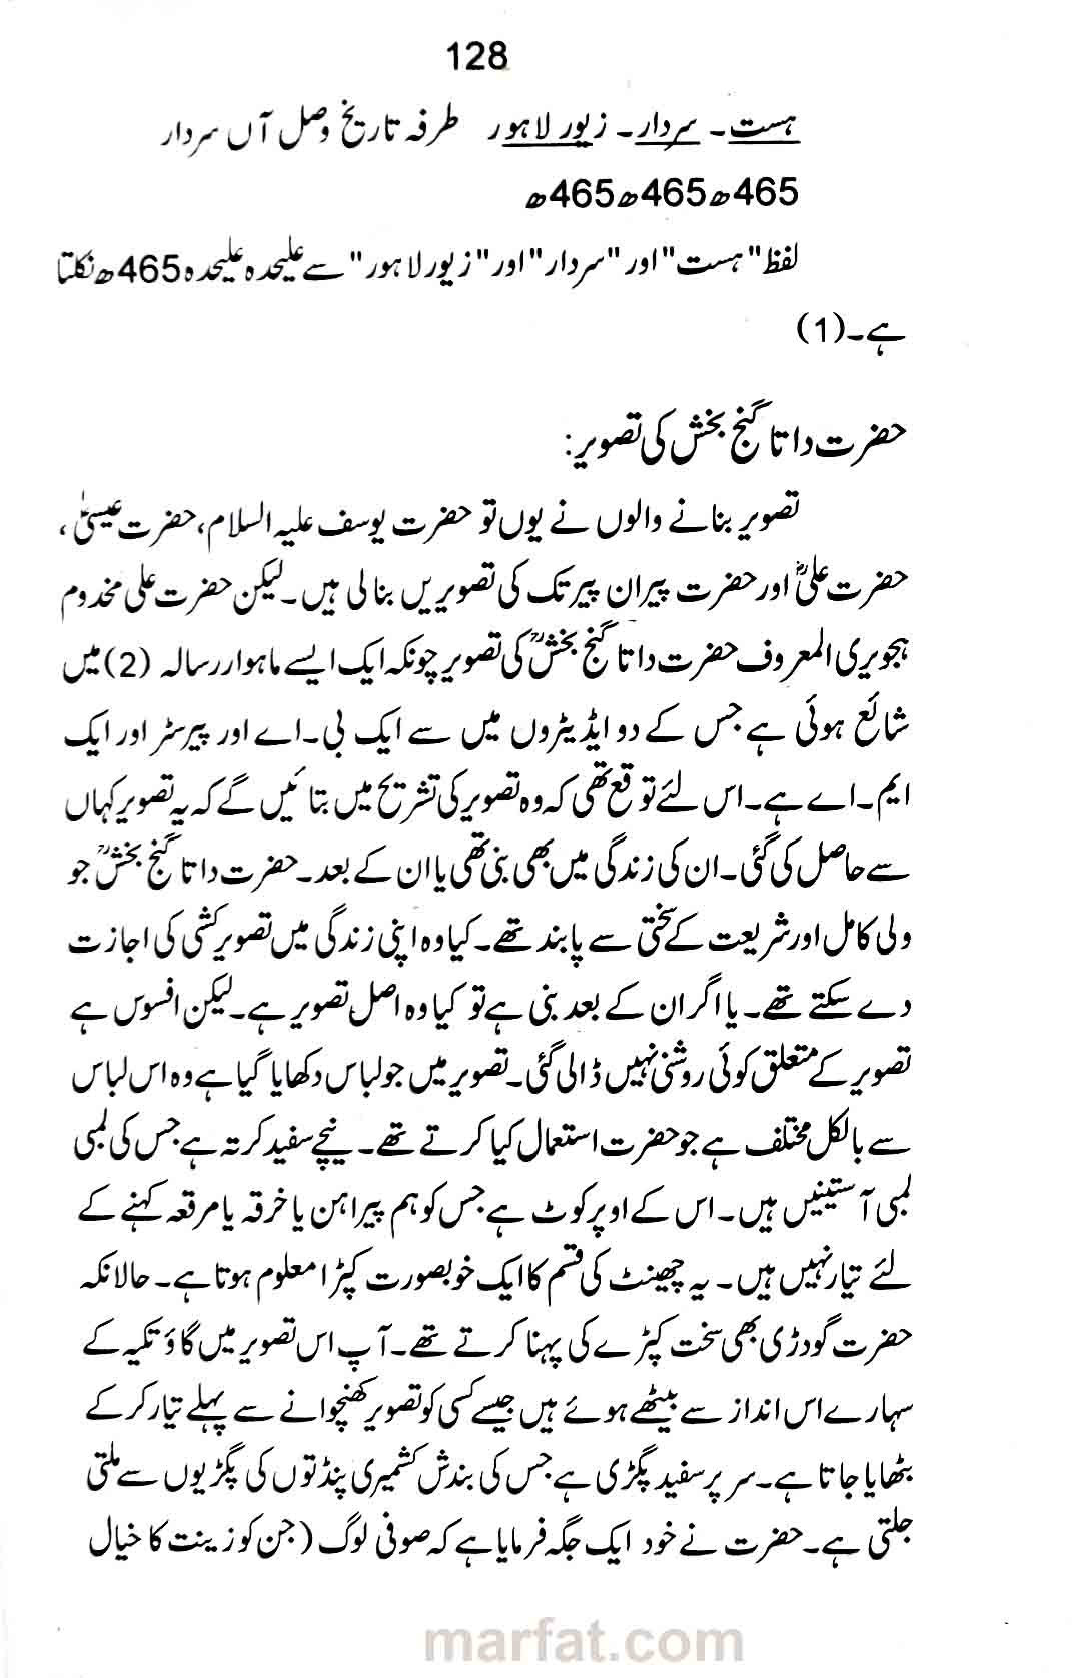 128
ہست۔ سردار۔ زیور لاہور طرفہ تاریخ وصل آں سردار
465ھ465ھ465ھ
لفظ "ہست" اور "سردار" اور "زیور لاہور" سے علیحدہ علیحدہ 465ھ نکلتا
ہے۔(1)
حضرت داتا گنج بخش کی تصویر:
تصویر بنانے والوں نے یوں تو حضرت یوسف علیہ السلام، حضرت عیسیٰؑ،
حضرت علیؓ اور حضرت پیران پیر تک کی تصویریں بنالی ہیں۔ لیکن حضرت علی مخدوم
ہجویری المعروف حضرت داتا گنج بخشؒ کی تصویر چونکہ ایک ایسے ماہوار رسالہ (2) میں
شائع ہوئی ہے جس کے دو ایڈیٹروں میں سے ایک بی۔اے اور پیرسٹر اور ایک
ایم۔اے ہے۔ اس لئے توقع تھی کہ وہ تصویر کی تشریح میں بتائیں گے کہ یہ تصویر کہاں
سے حاصل کی گئی۔ ان کی زندگی میں بھی بنی تھی یا ان کے بعد۔ حضرت داتا گنج بخشؒ جو
ولی کامل اور شریعت کے سختی سے پابند تھے۔ کیا وہ اپنی زندگی میں تصویر کشی کی اجازت
دے سکتے تھے۔ یا اگر ان کے بعد بنی ہے تو کیا وہ اصل تصویر ہے۔ لیکن افسوس ہے
تصویر کے متعلق کوئی روشنی نہیں ڈالی گئی۔ تصویر میں جو لباس دکھایا گیا ہے وہ اس لباس
سے بالکل مختلف ہے جو حضرت استعمال کیا کرتے تھے۔ نیچے سفید کرتہ ہے جس کی لمبی
لمبی آستینیں ہیں۔ اس کے اوپر کوٹ ہے جس کو ہم پیراہن یا خرقہ یا مرقعہ کہنے کے
لئے تیار نہیں ہیں۔ یہ چھینٹ کی قسم کا ایک خوبصورت کپڑا معلوم ہوتا ہے۔ حالانکہ
حضرت گودڑی بھی سخت کپڑے کی پہنا کرتے تھے۔ آپ اس تصویر میں گاؤ تکیہ کے
سہارے اس انداز سے بیٹھے ہوئے ہیں جیسے کسی کو تصویر کھنچوانے سے پہلے تیار کرکے
بٹھایا جاتا ہے۔ سر پر سفید پگڑی ہے جس کی بندش کشمیری پنڈتوں کی پگڑیوں سے ملتی
جلتی ہے۔ حضرت نے خود ایک جگہ فرمایا ہے کہ صوفی لوگ (جن کو زینت کا خیال
marfat.com